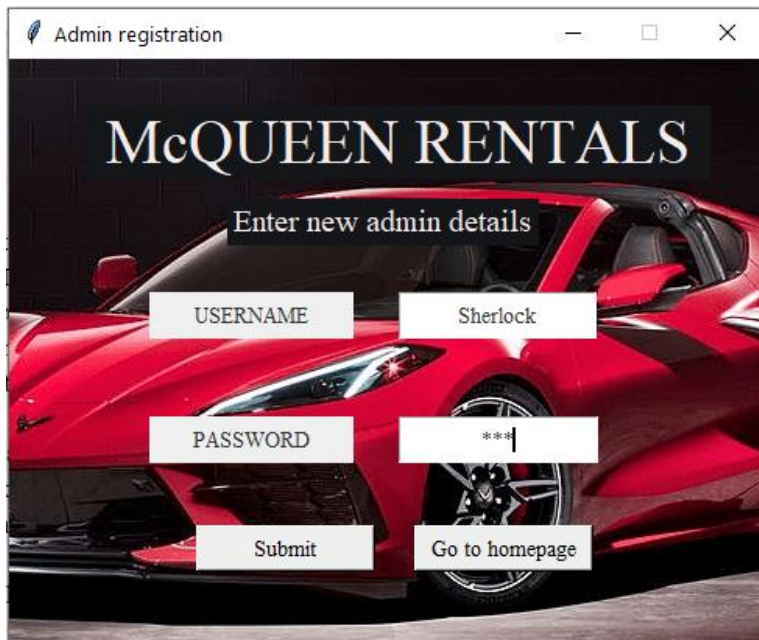 Admin registration
McQUEEN RENTALS
Enter new admin details
USERNAME Sherlock
PASSWORD ***
Submit Go to homepage